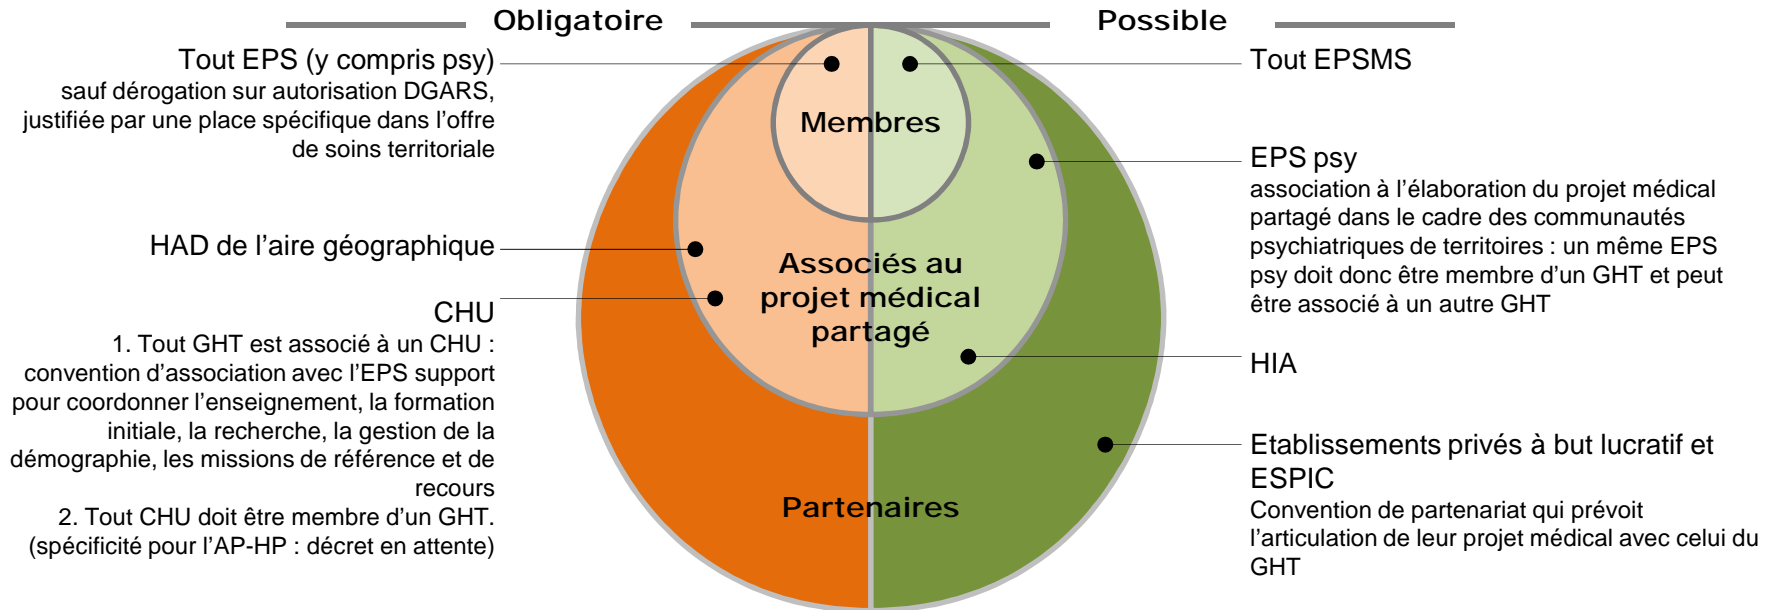 Obligatoire
Possible
Tout EPS (y compris psy)
sauf dérogation sur autorisation DGARS,
justifiée par une place spécifique dans l’offre
de soins territoriale
HAD de l’aire géographique
CHU
1. Tout GHT est associé à un CHU :
convention d’association avec l’EPS support
pour coordonner l’enseignement, la formation
initiale, la recherche, la gestion de la
démographie, les missions de référence et de
recours
2. Tout CHU doit être membre d’un GHT.
(spécificité pour l’AP-HP : décret en attente)
Membres
Associés au
projet médical
partagé
Partenaires
Tout EPSMS
EPS psy
association à l’élaboration du projet médical
partagé dans le cadre des communautés
psychiatriques de territoires : un même EPS
psy doit donc être membre d’un GHT et peut
être associé à un autre GHT
HIA
Etablissements privés à but lucratif et
ESPIC
Convention de partenariat qui prévoit
l’articulation de leur projet médical avec celui du
GHT